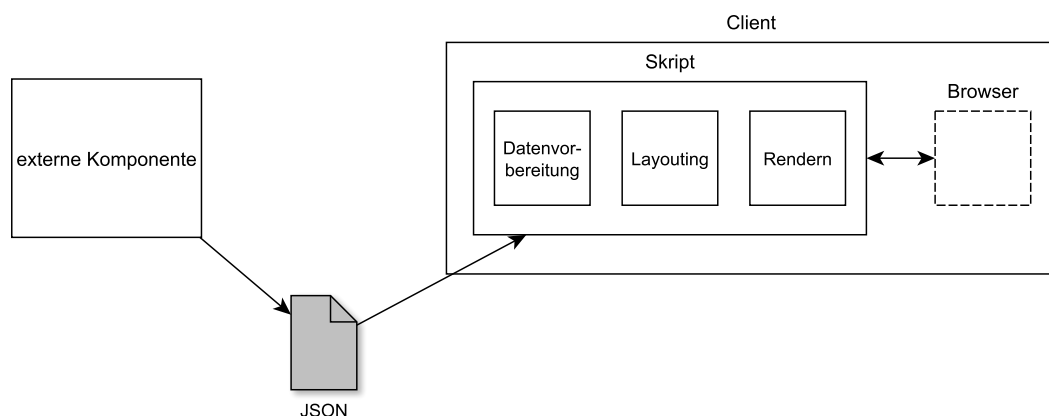 Client
Skript
Browser
externe Komponente
Datenvor-
bereitung
Layouting
Rendern
JSON